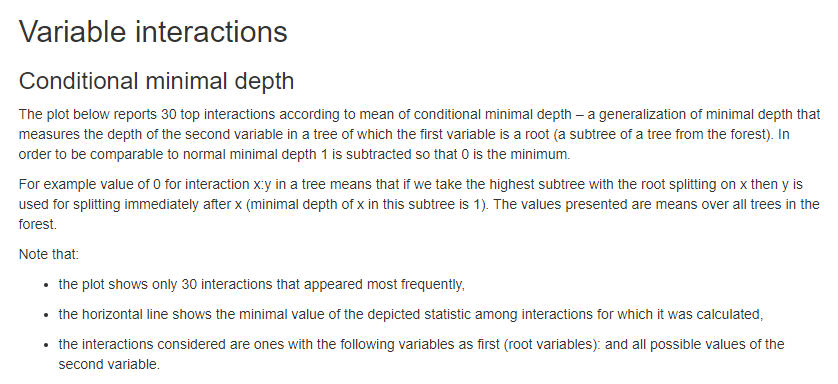 Variable interactions
Conditional minimal depth
The plot below reports 30 top interactions according to mean of conditional minimal depth – a generalization of minimal depth that
measures the depth of the second variable in a tree of which the first variable is a root (a subtree of a tree from the forest). In
order to be comparable to normal minimal depth 1 is subtracted so that 0 is the minimum.
For example value of 0 for interaction x:y in a tree means that if we take the highest subtree with the root splitting on x then y is
used for splitting immediately after x (minimal depth of x in this subtree is 1). The values presented are means over all trees in the
forest.
Note that:
• the plot shows only 30 interactions that appeared most frequently,
• the horizontal line shows the minimal value of the depicted statistic among interactions for which it was calculated,
• the interactions considered are ones with the following variables as first (root variables): and all possible values of the
second variable.